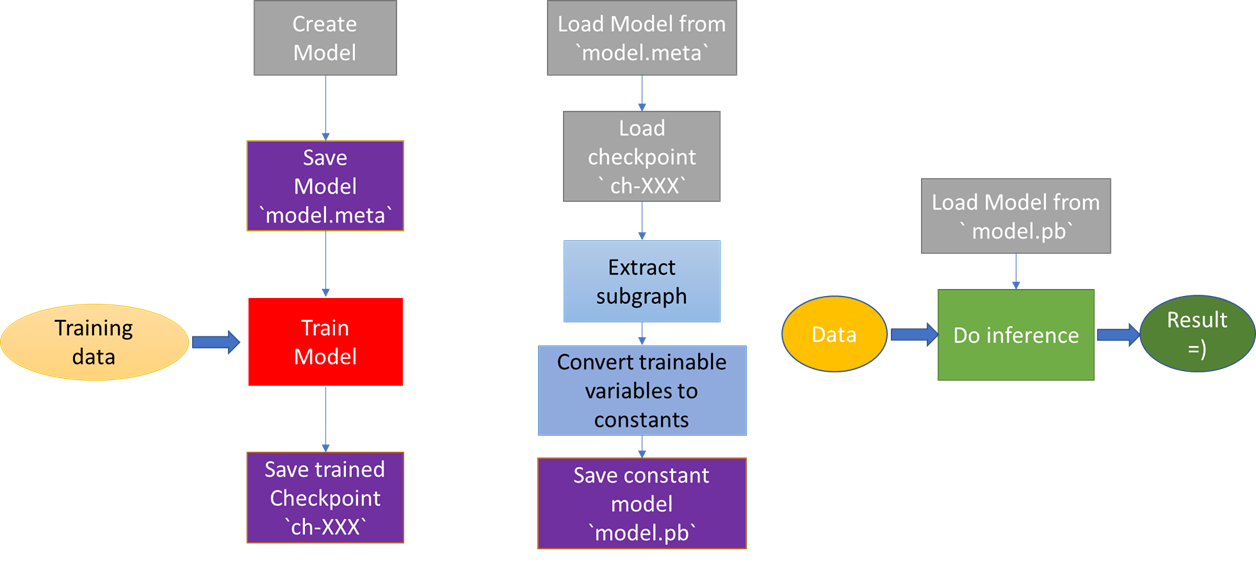 Create
Model
Save
Model
`model.meta`
Training
data
Train
Model
Save trained
Checkpoint
`ch-XXX`
Load Model from
`model.meta`
Load
checkpoint
` ch-XXX`
Extract
subgraph
Convert trainable
variables to
constants
Save constant
model
`model.pb`
Load Model from
` model.pb`
Data
Do inference
Result
=)